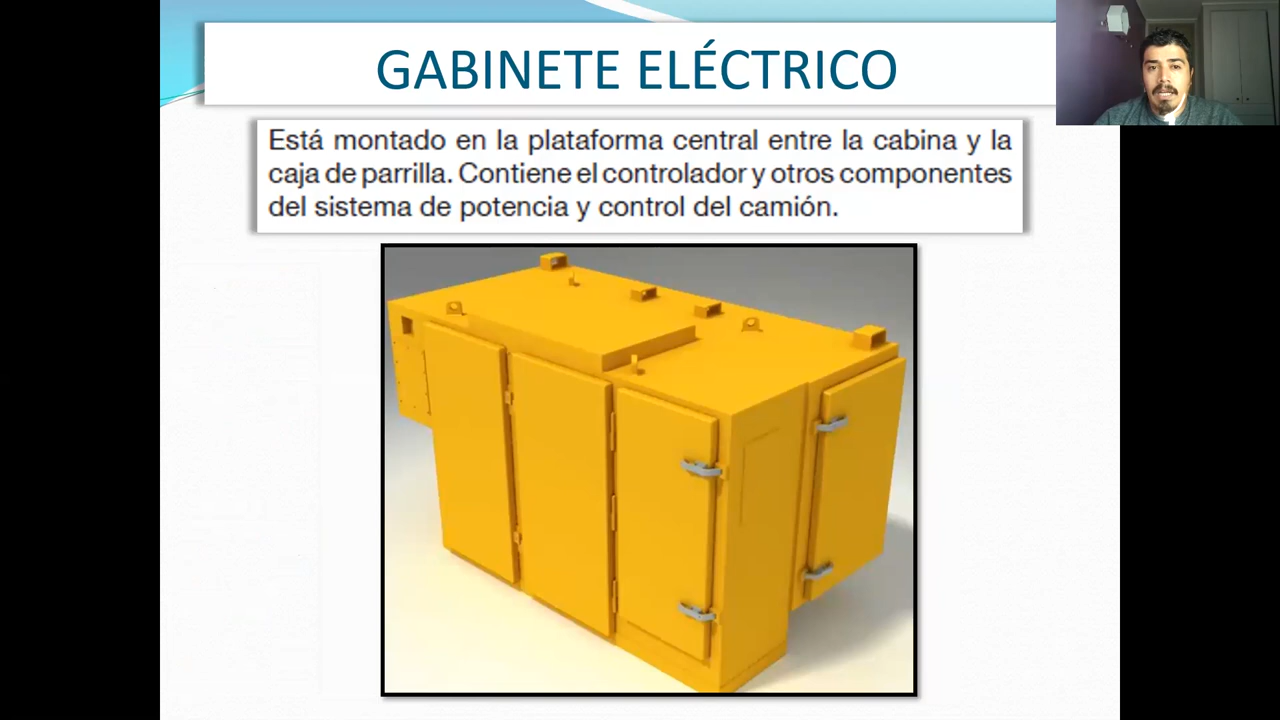 GABINETE ELÉCTRICO
Está montado en la plataforma central entre la cabina y la
caja de parrilla. Contiene el controlador y otros componentes
del sistema de potencia y control del camión.